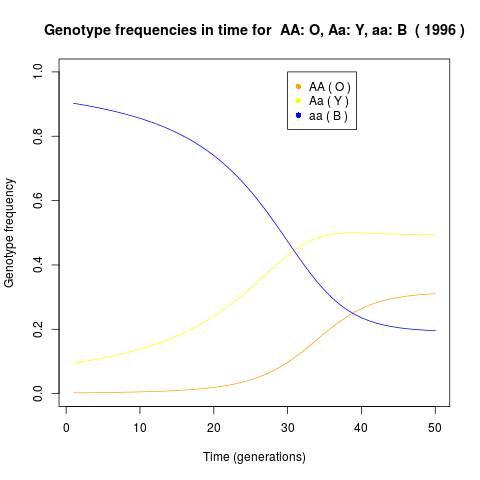 Genotype frequencies in time for  AA: O, Aa: Y, aa: B  ( 1996 )
AA ( O )
Aa ( Y )
aa ( B )
Genotype frequency
1.0
0.8
0.6
0.4
0.2
0.0
0 10 20 30 40 50
Time (generations)